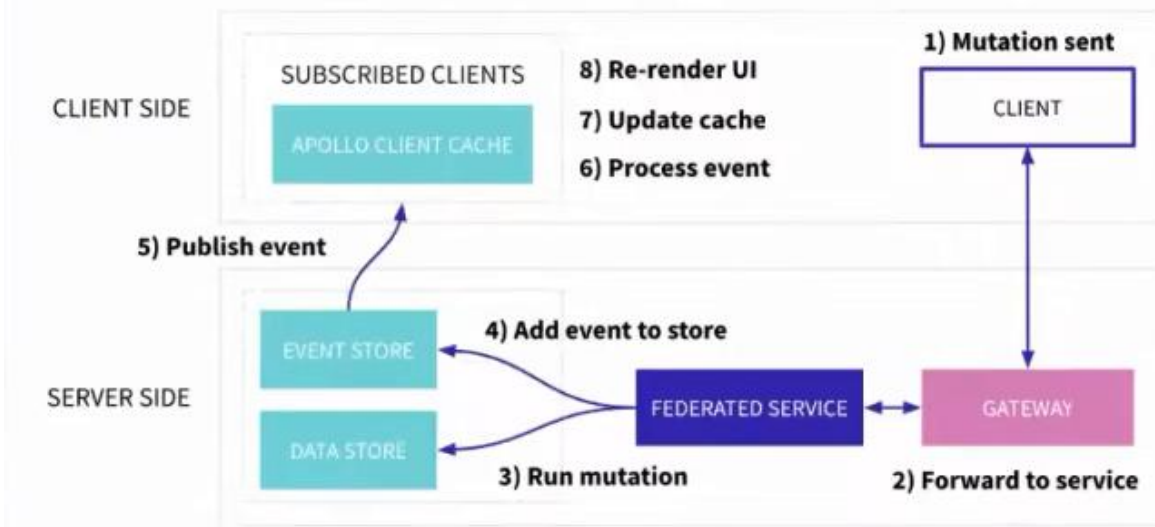 1) Mutation sent
SUBSCRIBED CLIENTS
8) Re-render UI
CLIENT SIDE
CLIENT
7) Update cache
APOLLO CLIENT CACHE
6) Process event
5) Publish event
4) Add event to store
EVENT STORE
SERVER SIDE
FEDERATED SERVICE
GATEWAY
DATA STORE
3) Run mutation
2) Forward to service